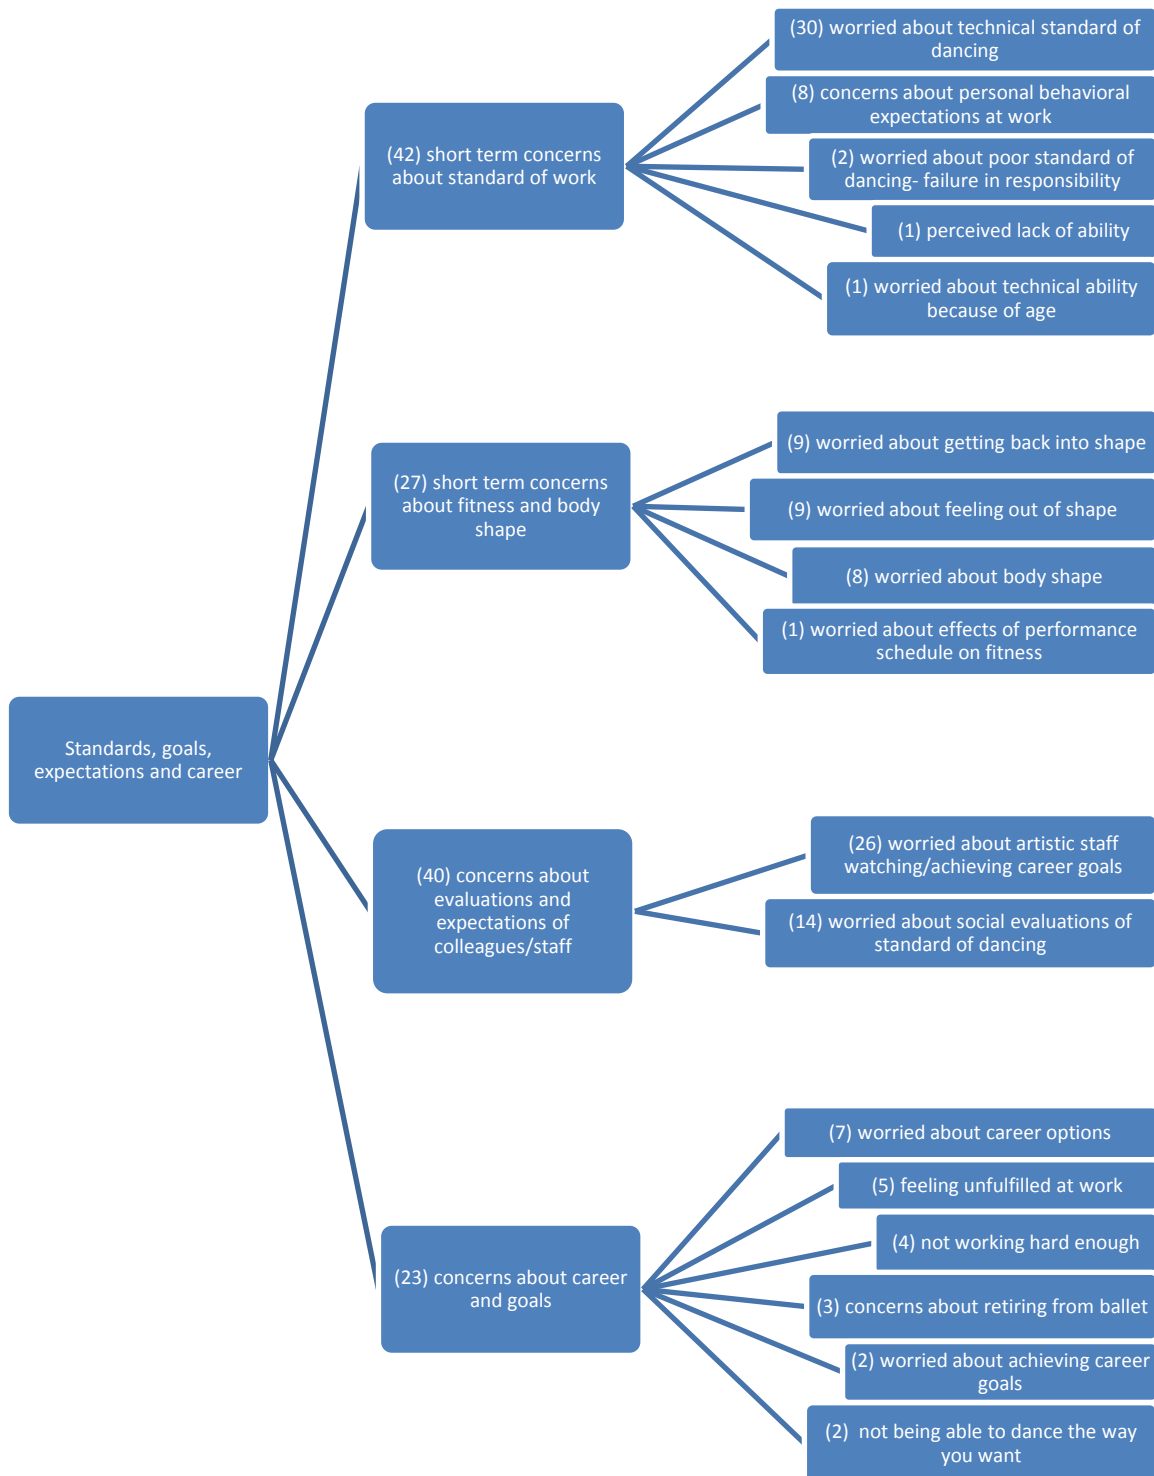 (30) worried about technical standard of
dancing
(8) concerns about personal behavioral
expectations at work
(42) short term concerns
about standard of work
(2) worried about poor standard of
dancing- failure in responsibility
(1) perceived lack of ability
(1) worried about technical ability
because of age
(9) worried about getting back into shape
(27) short term concerns
about fitness and body
shape
(9) worried about feeling out of shape
(8) worried about body shape
(1) worried about effects of performance
schedule on fitness
Standards, goals,
expectations and career
(26) worried about artistic staff
watching/achieving career goals
(40) concerns about
evaluations and
expectations of
colleagues/staff
(14) worried about social evaluations of
standard of dancing
(7) worried about career options
(5) feeling unfulfilled at work
(4) not working hard enough
(23) concerns about career
and goals
(3) concerns about retiring from ballet
(2) worried about achieving career
goals
(2) not being able to dance the way
you want